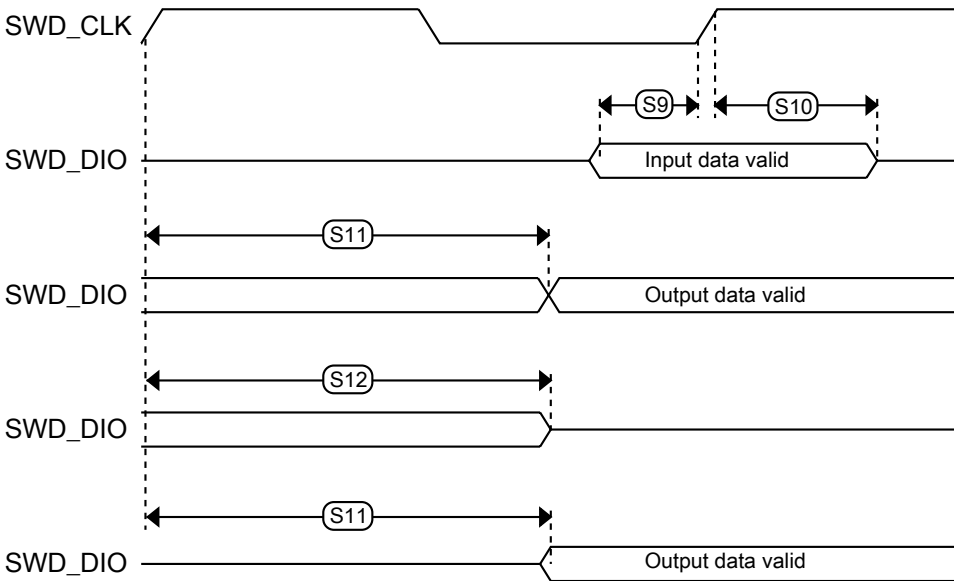 SWD_CLK
S9
S10
SWD_DIO
Input data valid
S11
SWD_DIO
Output data valid
S12
SWD_DIO
S11
SWD_DIO
Output data valid